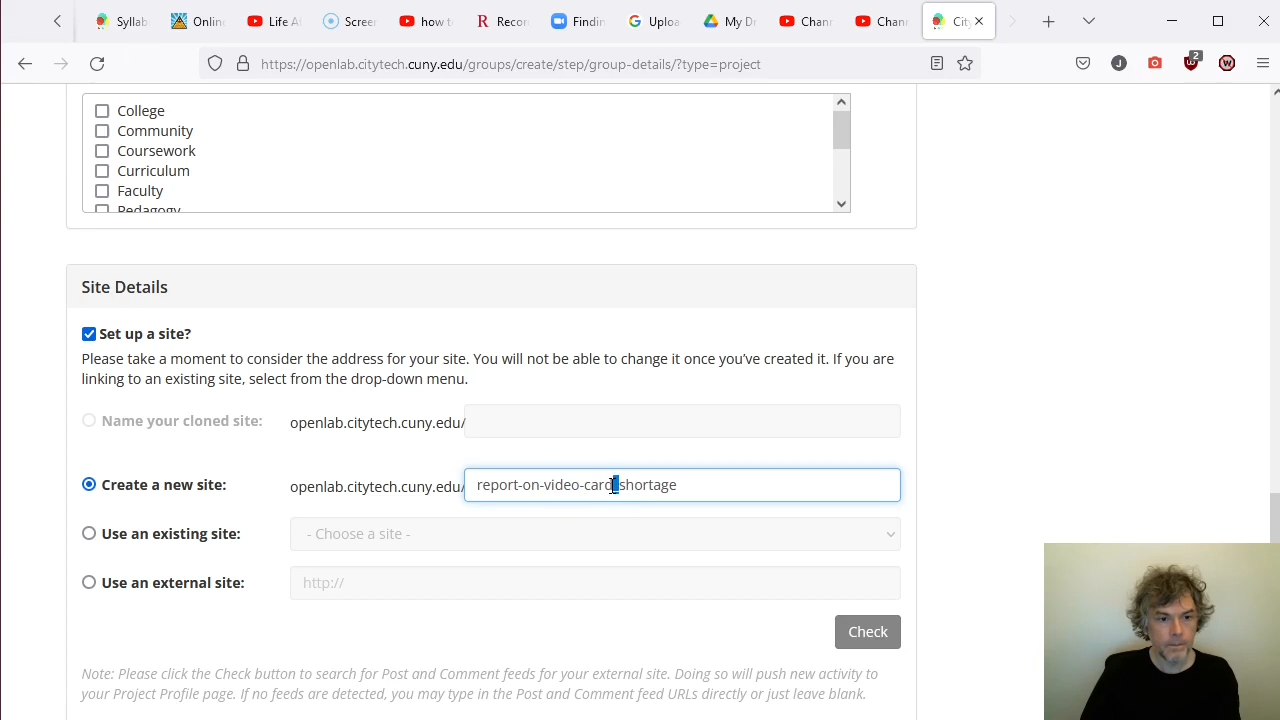 Syllab
Online
Life A
Screen
how to
R Recor
Findin
Uploa
My D
Chann
Chann
City
https://openlab.citytech.cuny.edu/groups/create/step/group-details/?type=project
2
College
Community
Coursework
Curriculum
Faculty
Pedagogy
Site Details
Set up a site?
Please take a moment to consider the address for your site. You will not be able to change it once you’ve created it. If you are
linking to an existing site, select from the drop-down menu.
Name your cloned site: openlab.citytech.cuny.edu/
Create a new site: openlab.citytech.cuny.edu/ report-on-video-card-shortage
Use an existing site: - Choose a site -
Use an external site: http://
Check
Note: Please click the Check button to search for Post and Comment feeds for your external site. Doing so will push new activity to
your Project Profile page. If no feeds are detected, you may type in the Post and Comment feed URLs directly or just leave blank.